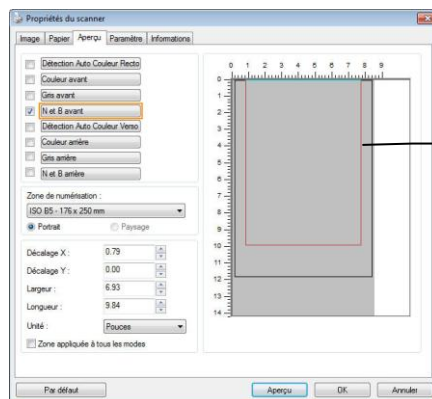 Propriétés du scanner
Image Papier Aperçu Paramètre Informations
Détection Auto Couleur Recto
Couleur avant
Gris avant
N et B avant
Détection Auto Couleur Verso
Couleur arrière
Gris arrière
N et B arrière
Zone de numérisation :
ISO B5 - 176 x 250 mm
Portrait Paysage
Décalage X : 0.79
Décalage Y : 0.00
Largeur : 6.93
Longueur : 9.84
Unité : Pouces
Zone appliquée à tous les modes
0 1 2 3 4 5 6 7 8 9
0
1
2
3
4
5
6
7
8
9
10
11
12
13
14
Par défaut Aperçu OK Annuler